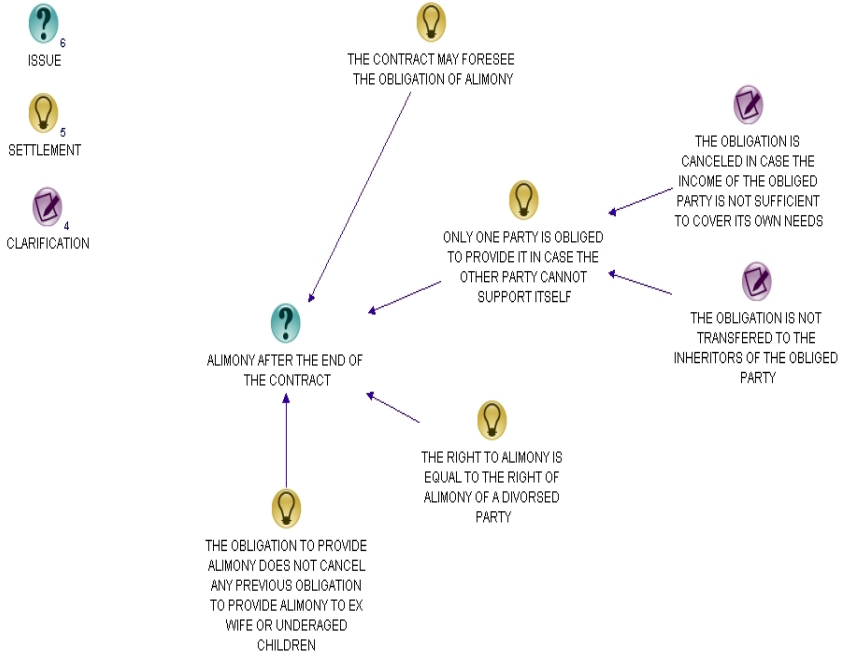 6
ISSUE
5
SETTLEMENT
4
CLARIFICATION
THE CONTRACT MAY FORESEE
THE OBLIGATION OF ALIMONY
THE OBLIGATION IS
CANCELED IN CASE THE
INCOME OF THE OBLIGED
PARTY IS NOT SUFFICIENT
TO COVER ITS OWN NEEDS
ONLY ONE PARTY IS OBLIGED
TO PROVIDE IT IN CASE THE
OTHER PARTY CANNOT
SUPPORT ITSELF
THE OBLIGATION IS NOT
TRANSFERED TO THE
INHERITORS OF THE OBLIGED
PARTY
ALIMONY AFTER THE END OF
THE CONTRACT
THE RIGHT TO ALIMONY IS
EQUAL TO THE RIGHT OF
ALIMONY OF A DIVORSED
PARTY
THE OBLIGATION TO PROVIDE
ALIMONY DOES NOT CANCEL
ANY PREVIOUS OBLIGATION
TO PROVIDE ALIMONY TO EX
WIFE OR UNDERAGED
CHILDREN